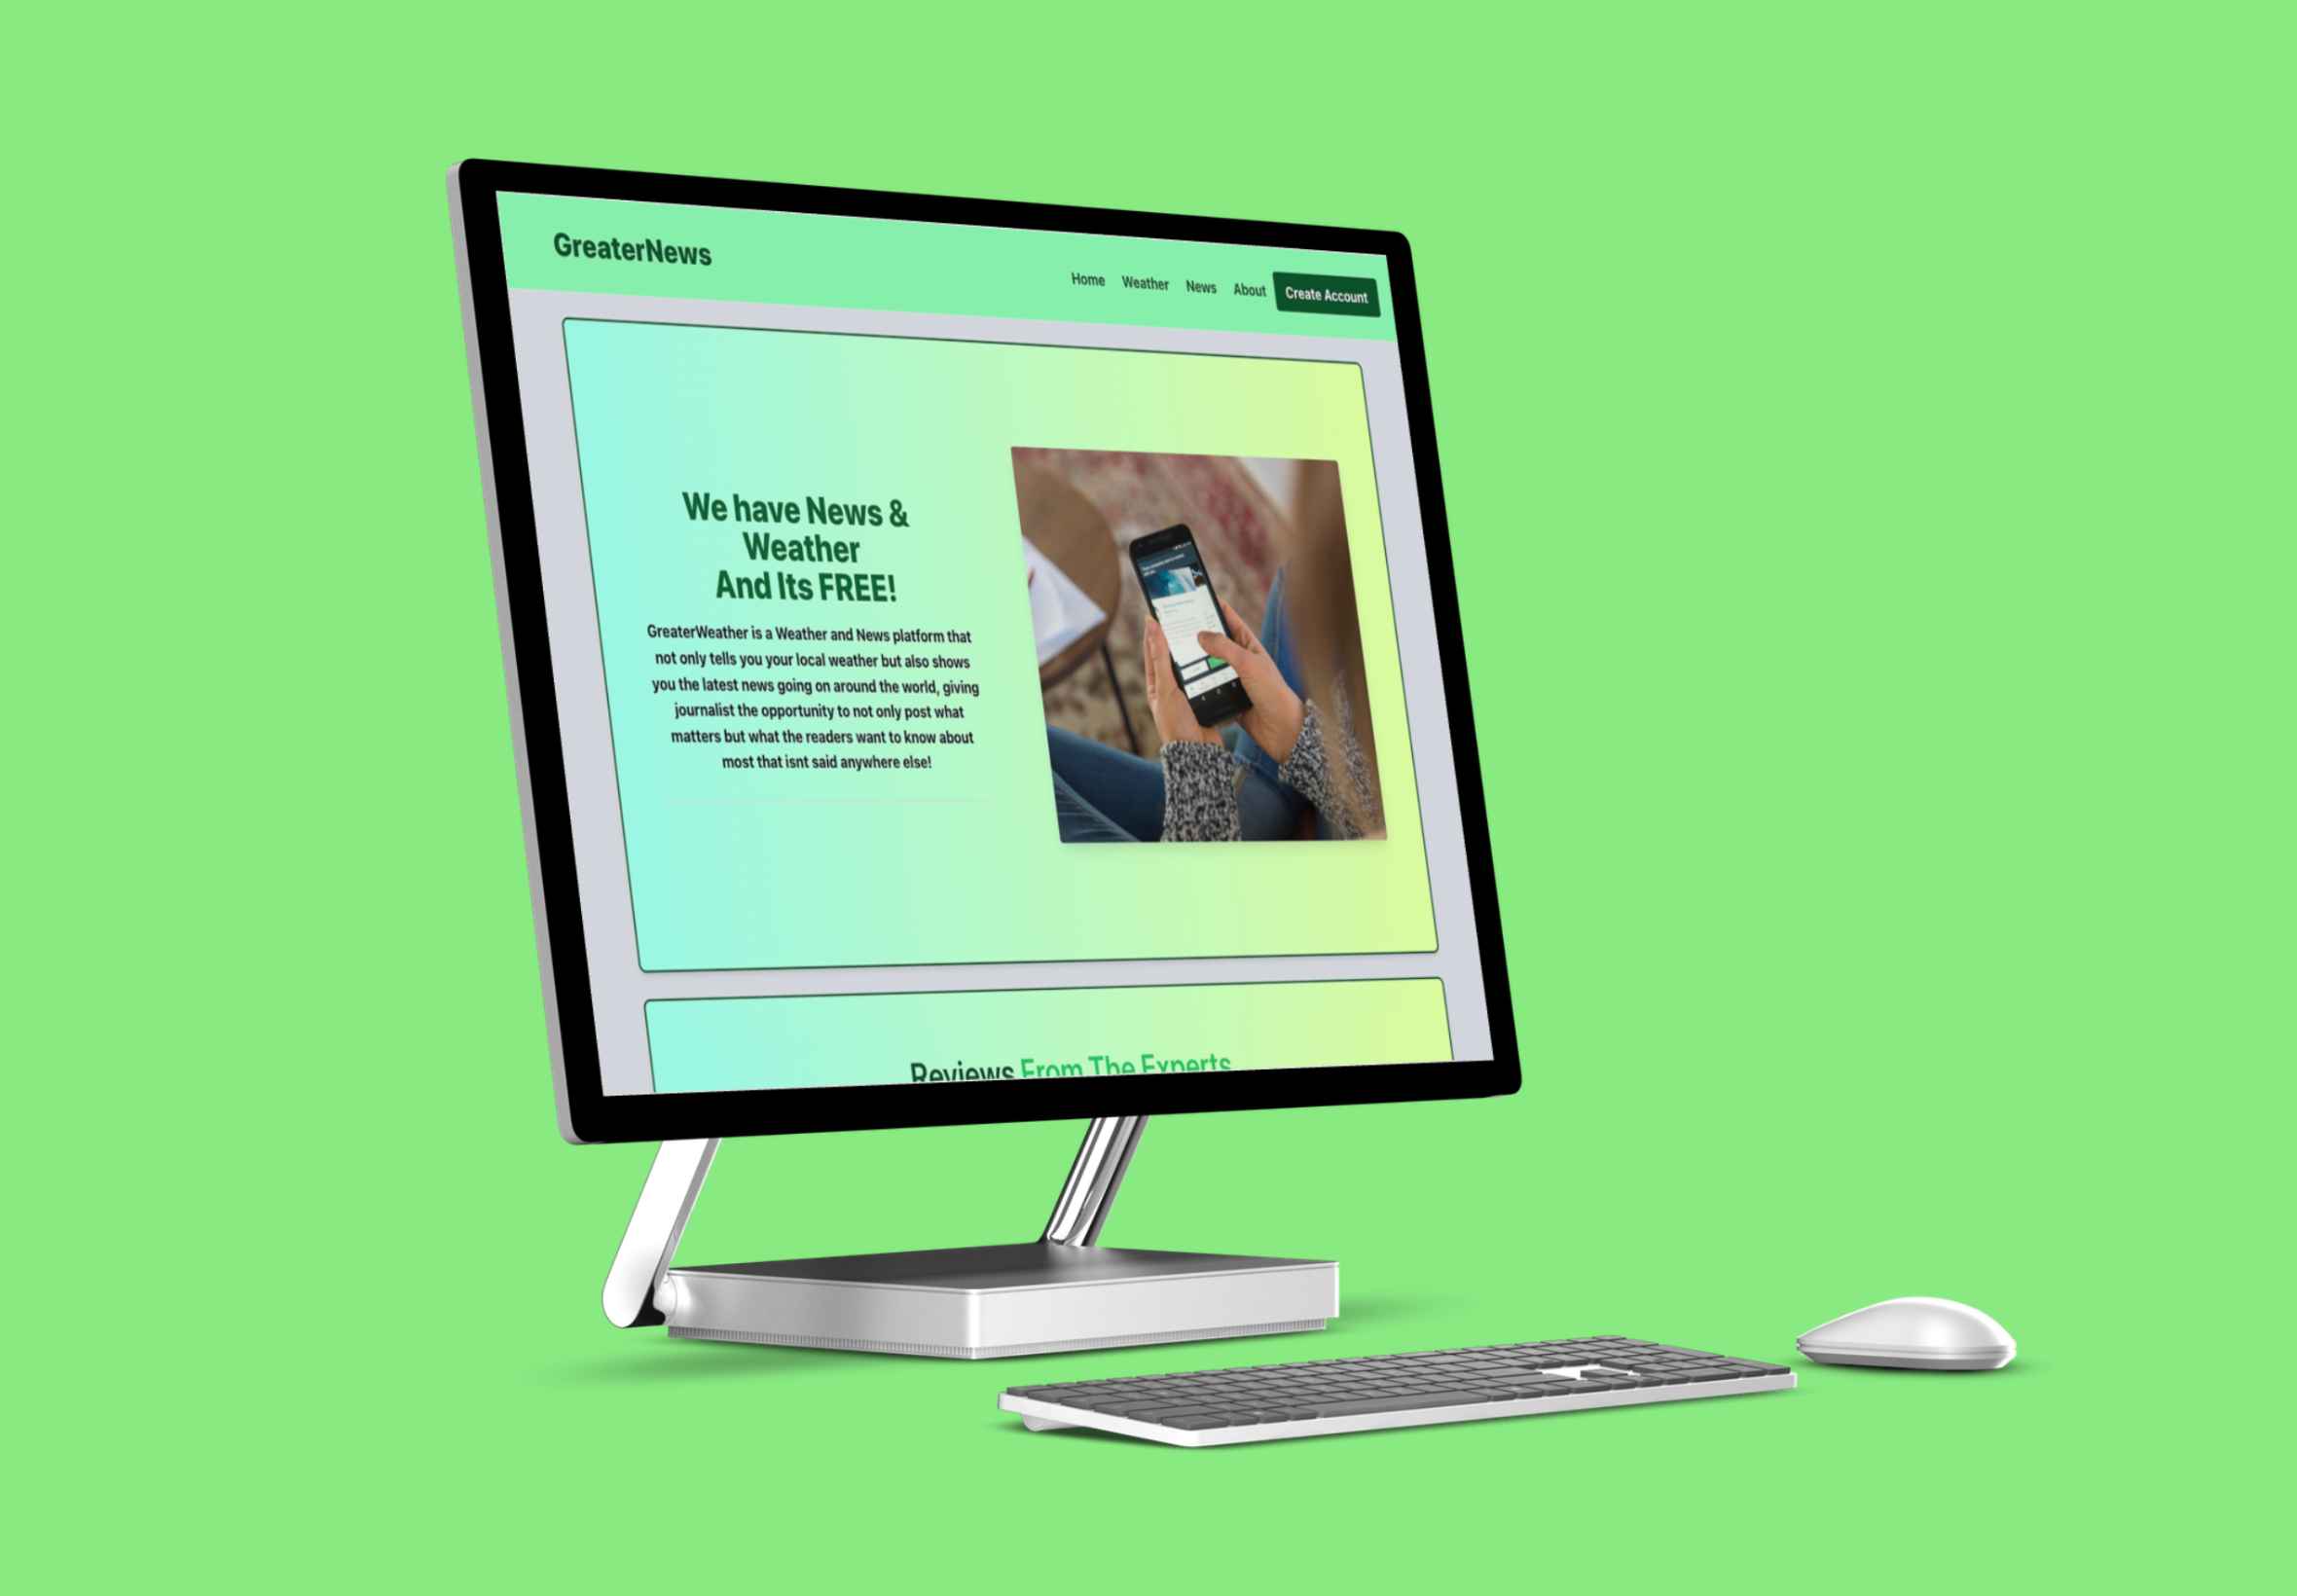 GreaterNews
Home Weather News About Create Account
We have News &
Weather
And Its FREE!
GreaterWeather is a Weather and News platform that
not only tells you your local weather but also shows
you the latest news going on around the world, giving
journalist the opportunity to not only post what
matters but what the readers want to know about
most that isnt said anywhere else!
Reviews From The Experts